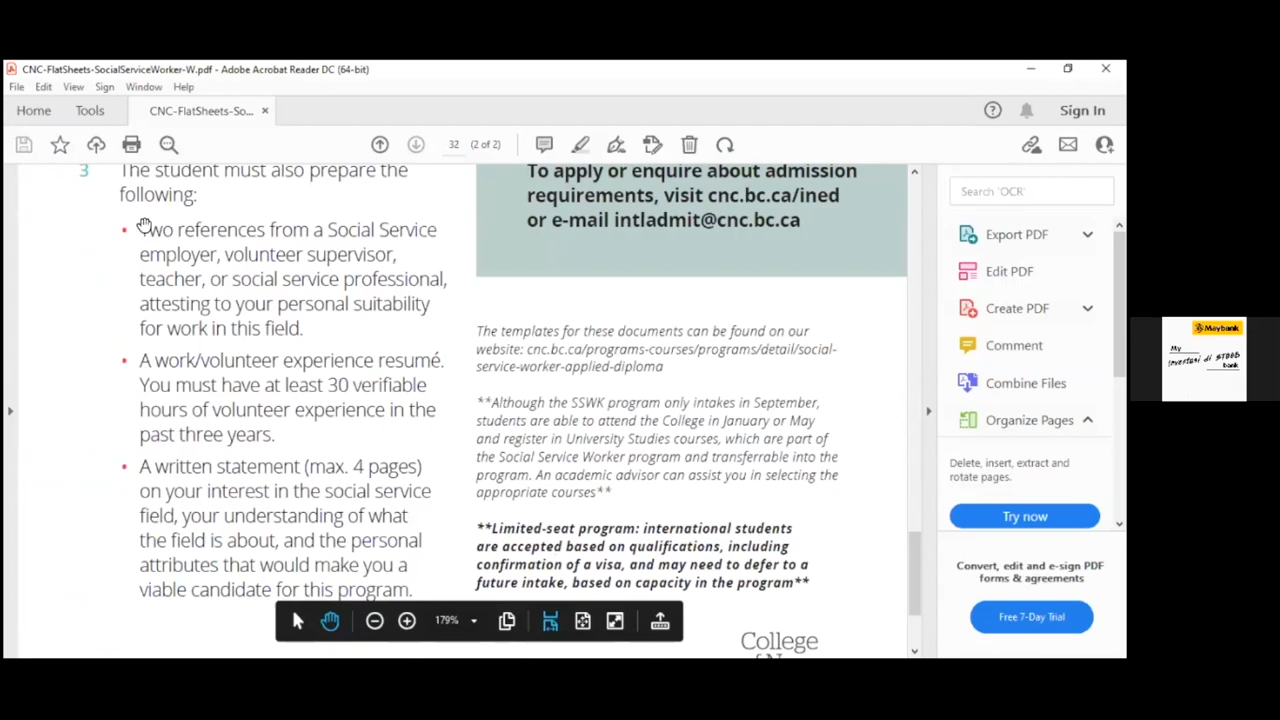 CNC-FlatSheets-SocialServiceWorker-W.pdf - Adobe Acrobat Reader DC (64-bit)
File Edit View Sign Window Help
Home Tools CNC-FlatSheets-So... × Sign In
32 (2 of 2)
3 The student must also prepare the
following:
• Two references from a Social Service
employer, volunteer supervisor,
teacher, or social service professional,
attesting to your personal suitability
for work in this field.
• A work/volunteer experience resumé.
You must have at least 30 verifiable
hours of volunteer experience in the
past three years.
• A written statement (max. 4 pages)
on your interest in the social service
field, your understanding of what
the field is about, and the personal
attributes that would make you a
viable candidate for this program.
To apply or enquire about admission
requirements, visit cnc.bc.ca/ined
or e-mail intladmit@cnc.bc.ca
The templates for these documents can be found on our
website: cnc.bc.ca/programs-courses/programs/detail/social-
service-worker-applied-diploma
**Although the SSWK program only intakes in September,
students are able to attend the College in January or May
and register in University Studies courses, which are part of
the Social Service Worker program and transferrable into the
program. An academic advisor can assist you in selecting the
appropriate courses**
**Limited-seat program: international students
are accepted based on qualifications, including
confirmation of a visa, and may need to defer to a
future intake, based on capacity in the program**
College
179%
Search 'OCR'
Export PDF
Edit PDF
Create PDF
Comment
Combine Files
Organize Pages
Delete, insert, extract and
rotate pages.
Try now
Convert, edit and e-sign PDF
forms & agreements
Free 7-Day Trial
Maybank
My
investasi di
bank